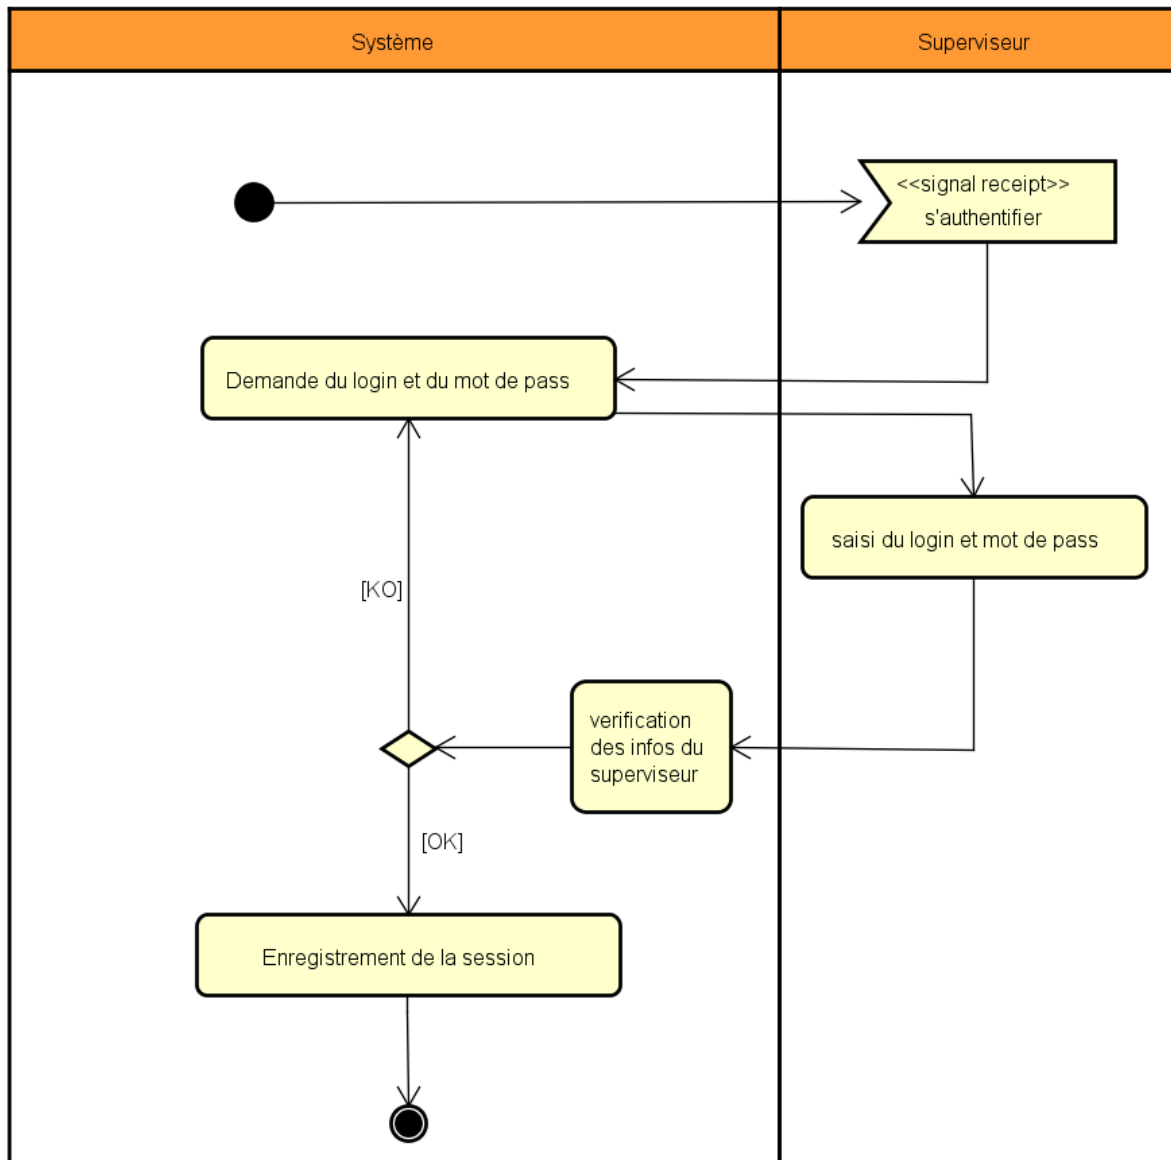 Système
Superviseur
<<signal receipt>>
s'authentifier
Demande du login et du mot de pass
saisi du login et mot de pass
[KO]
verification
des infos du
superviseur
[OK]
Enregistrement de la session